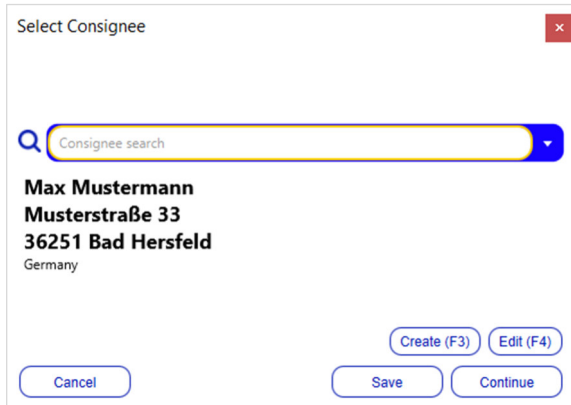 Select Consignee
Consignee search
Max Mustermann
Musterstraße 33
36251 Bad Hersfeld
Germany
Create (F3) Edit (F4)
Cancel Save Continue